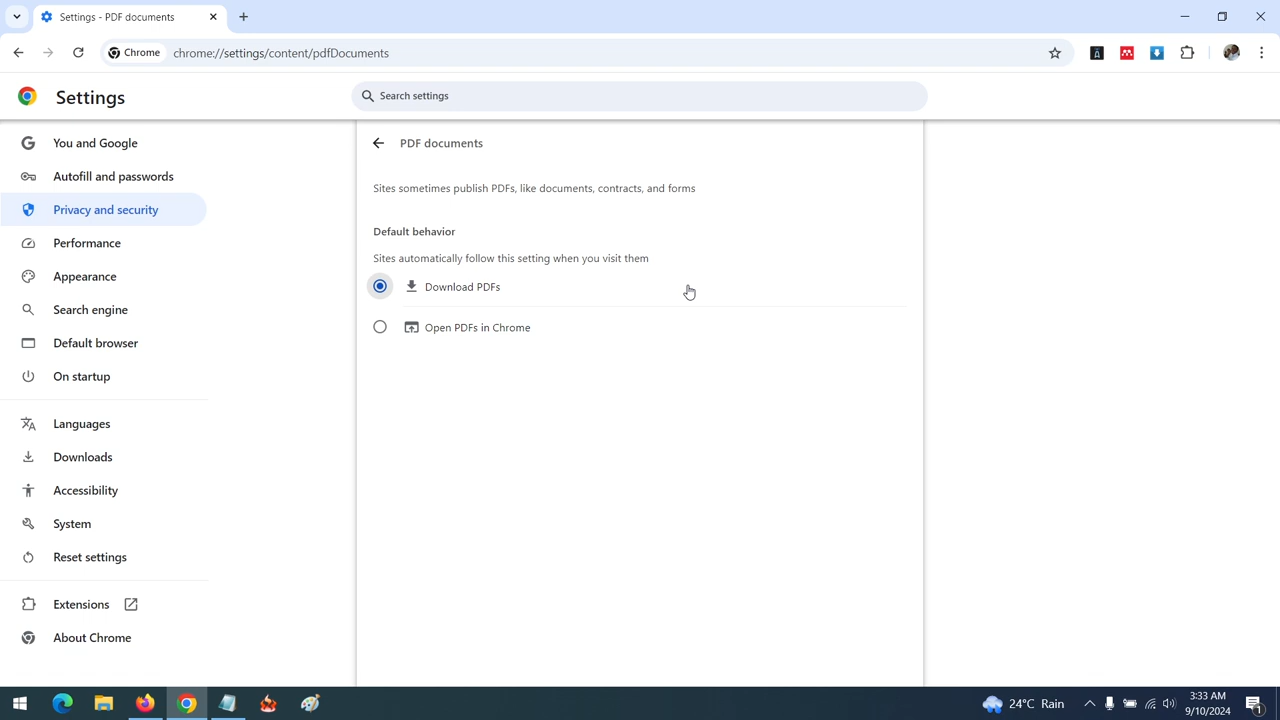 Settings - PDF documents
Chrome
chrome://settings/content/pdfDocuments
Settings
Search settings
You and Google
Autofill and passwords
Privacy and security
Performance
Appearance
Search engine
Default browser
On startup
Languages
Downloads
Accessibility
System
Reset settings
Extensions
About Chrome
PDF documents
Sites sometimes publish PDFs, like documents, contracts, and forms
Default behavior
Sites automatically follow this setting when you visit them
Download PDFs
Open PDFs in Chrome
24°C Rain
3:33 AM
9/10/2024
1